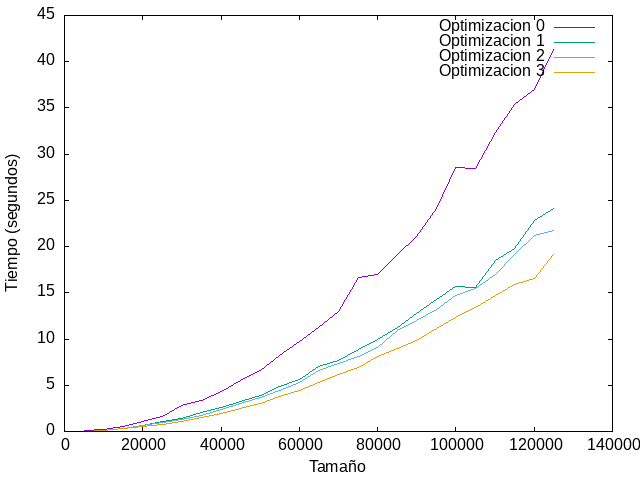 45
40
35
30
25
20
15
10
5
0
Tiempo (segundos)
Optimizacion 0
Optimizacion 1
Optimizacion 2
Optimizacion 3
0 20000 40000 60000 80000 100000 120000 140000
Tamaño